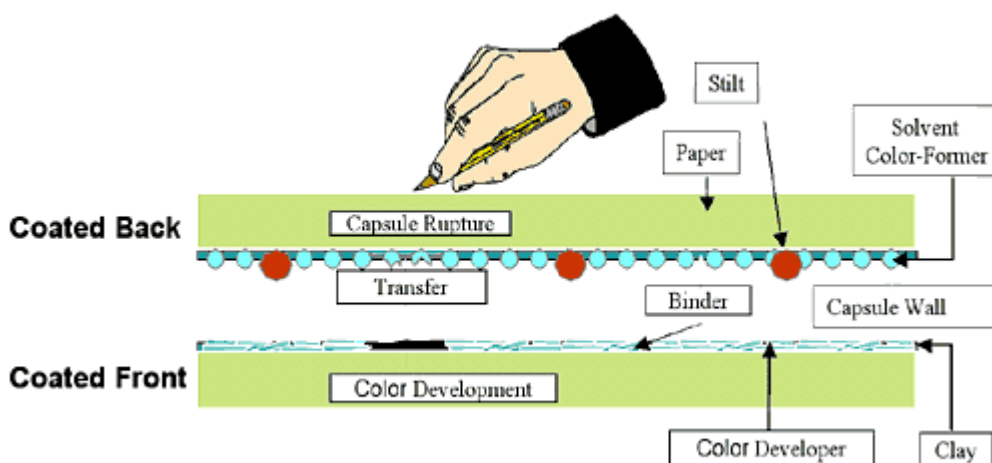 Stilt
Solvent
Color-Former
Paper
Coated Back
Capsule Rupture
Transfer
Binder
Capsule Wall
Coated Front
Color Development
Color Developer
Clay